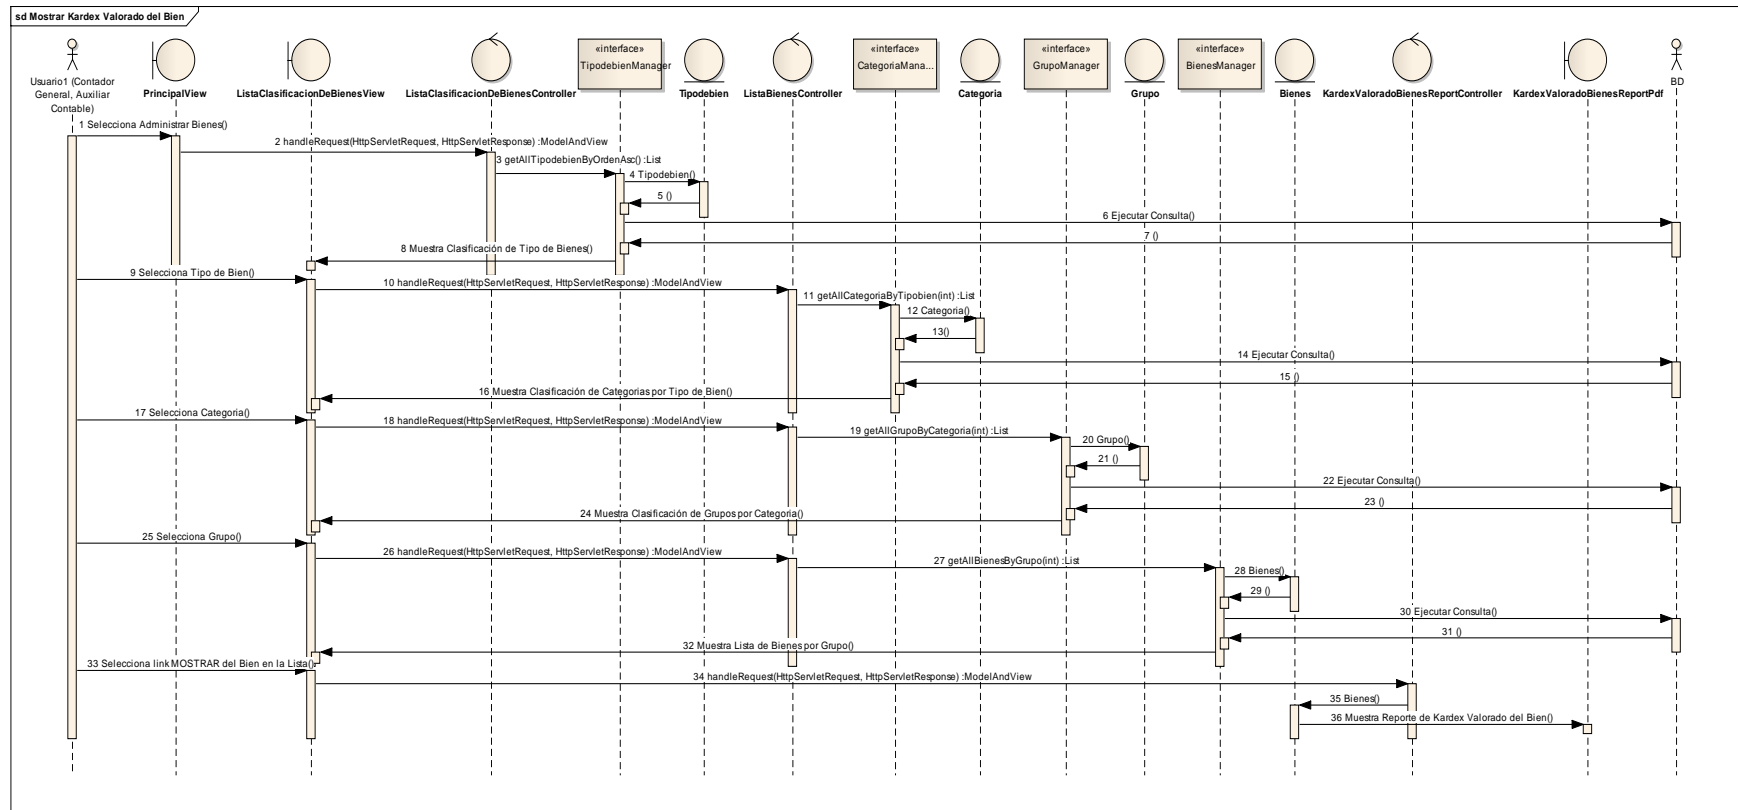 sd Mostrar Kardex Valorado del Bien
Usuario1 (Contador
General, Auxiliar
Contable)
PrincipalView
ListaClasificacionDeBienesView
ListaClasificacionDeBienesController
«interface»
TipodebienManager
Tipodebien
ListaBienesController
«interface»
CategoriaMana...
Categoria
«interface»
GrupoManager
Grupo
«interface»
BienesManager
Bienes
KardexValoradoBienesReportController
KardexValoradoBienesReportPdf
BD
1 Selecciona Administrar Bienes()
2 handleRequest(HttpServletRequest, HttpServletResponse) :ModelAndView
3 getAllTipodebienByOrdenAsc() :List
4 Tipodebien()
5 ()
6 Ejecutar Consulta()
7 ()
8 Muestra Clasificación de Tipo de Bienes()
9 Selecciona Tipo de Bien()
10 handleRequest(HttpServletRequest, HttpServletResponse) :ModelAndView
11 getAllCategoriaByTipobien(int) :List
12 Categoria()
13()
14 Ejecutar Consulta()
15 ()
16 Muestra Clasificación de Categorias por Tipo de Bien()
17 Selecciona Categoria()
18 handleRequest(HttpServletRequest, HttpServletResponse) :ModelAndView
19 getAllGrupoByCategoria(int) :List
20 Grupo()
21 ()
22 Ejecutar Consulta()
23 ()
24 Muestra Clasificación de Grupos por Categoria()
25 Selecciona Grupo()
26 handleRequest(HttpServletRequest, HttpServletResponse) :ModelAndView
27 getAllBienesByGrupo(int) :List
28 Bienes()
29 ()
30 Ejecutar Consulta()
31 ()
32 Muestra Lista de Bienes por Grupo()
33 Selecciona link MOSTRAR del Bien en la Lista()
34 handleRequest(HttpServletRequest, HttpServletResponse) :ModelAndView
35 Bienes()
36 Muestra Reporte de Kardex Valorado del Bien()